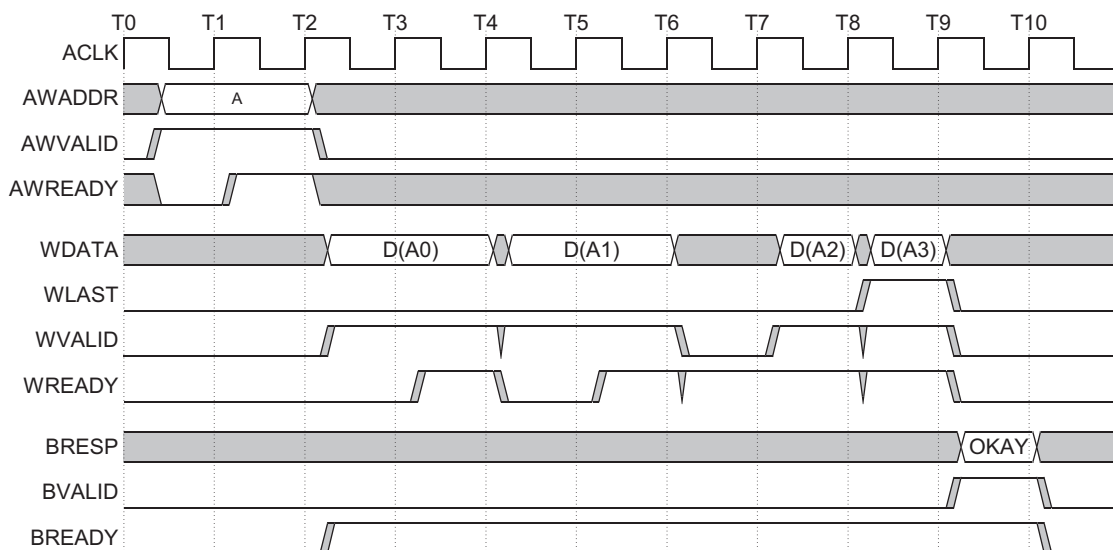 T0 T1 T2 T3 T4 T5 T6 T7 T8 T9 T10
ACLK
AWADDR A
AWVALID
AWREADY
WDATA D(A0) D(A1) D(A2) D(A3)
WLAST
WVALID
WREADY
BRESP OKAY
BVALID
BREADY